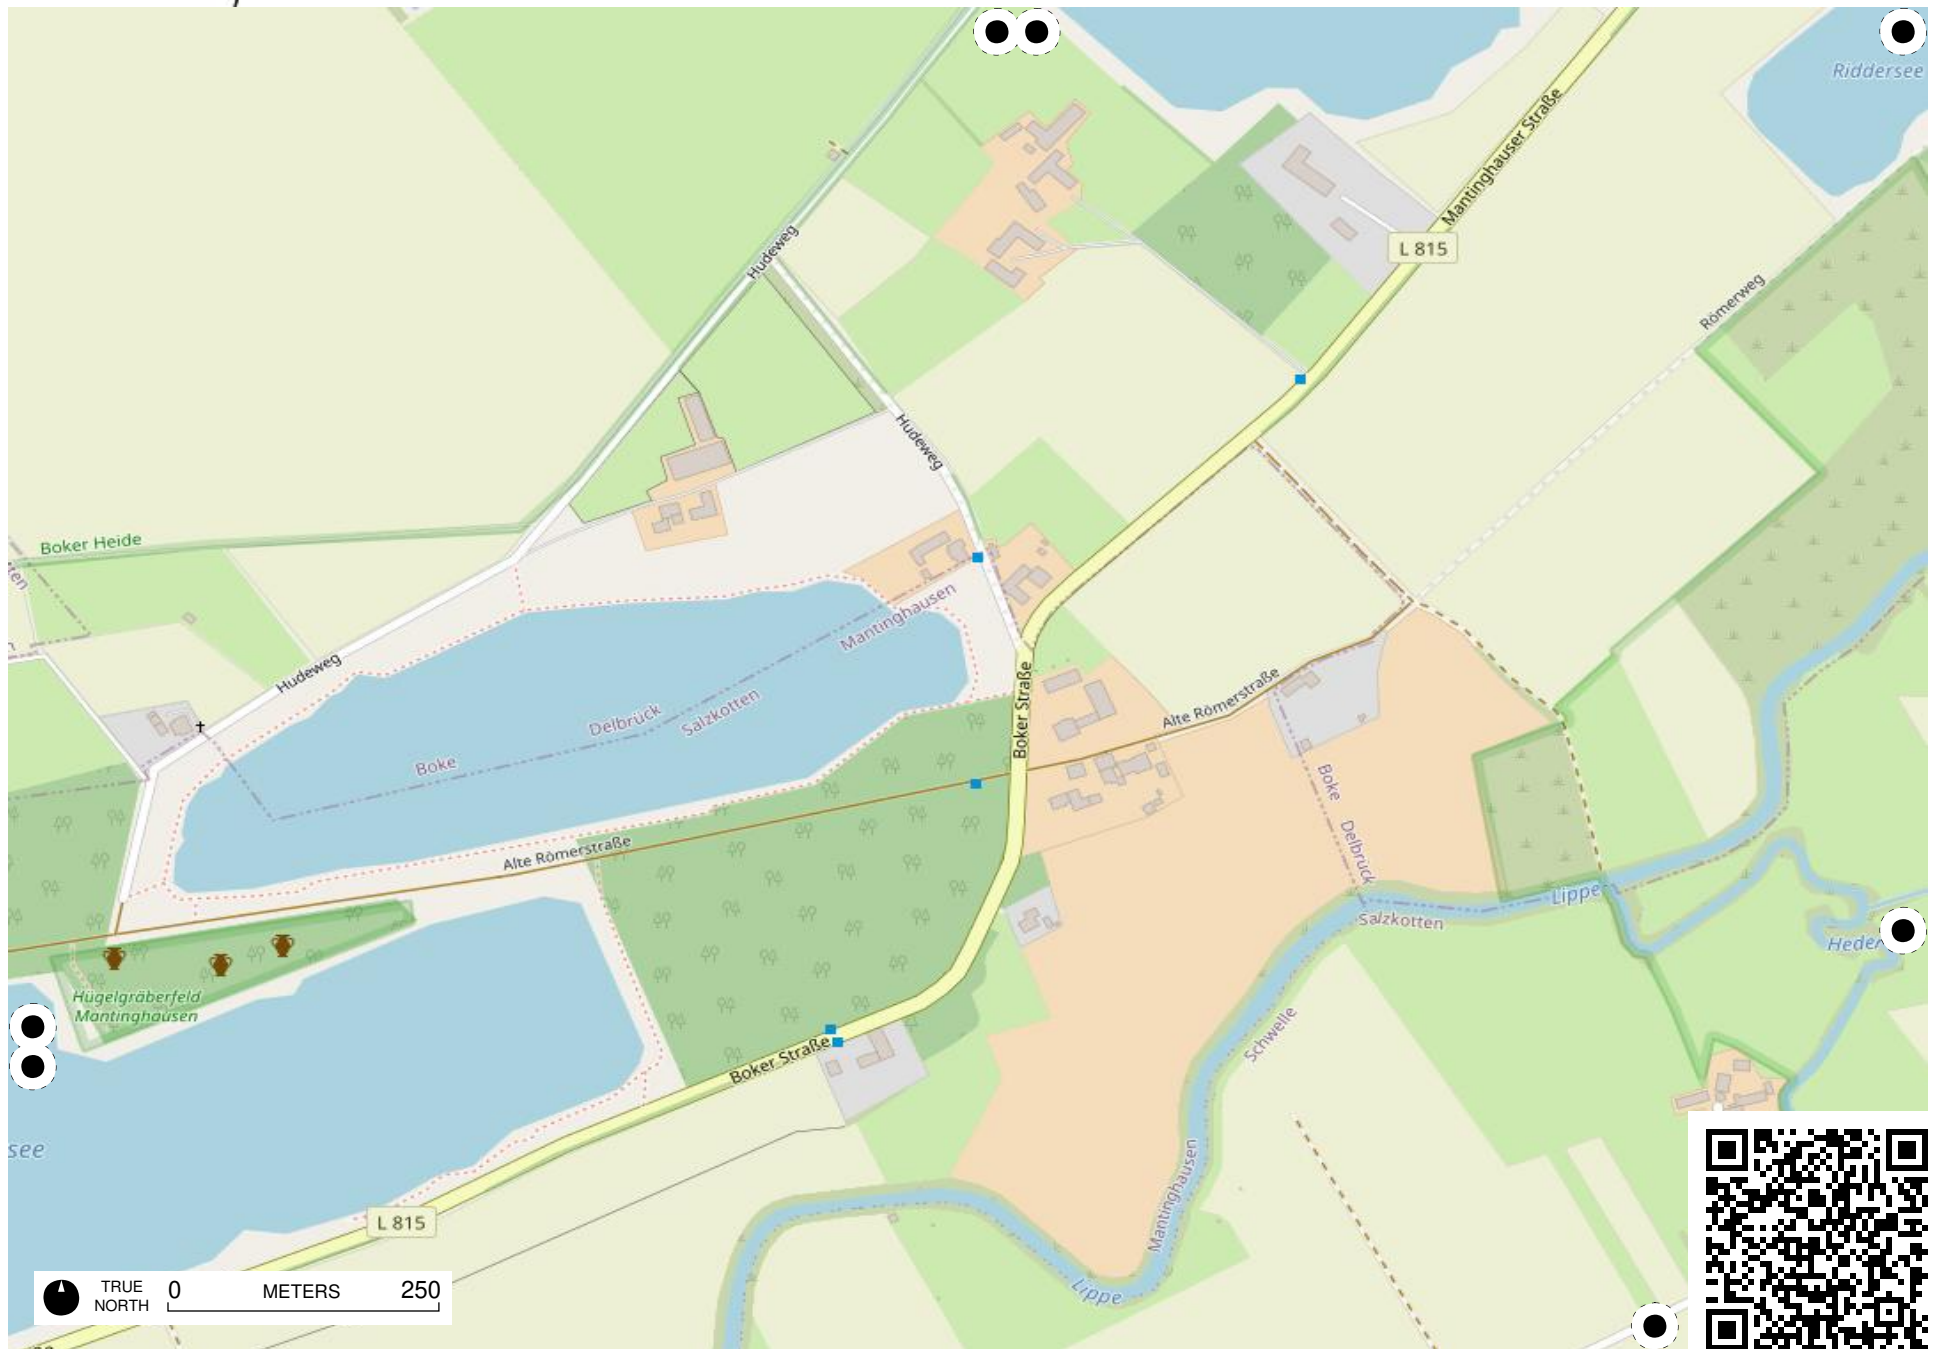 Riddersee
Mantinghauser Straße
L 815
Hudeweg
Römerweg
Hudeweg
Boker Heide
ten
Mantinghausen
Hudeweg
Delbrück
Salzkotten
Boke
Boker Straße
Alte Römerstraße
Boke
Delbrück
Alte Römerstraße
Lippe
Salzkotten
Heder
Hügelgräberfeld
Mantinghausen
Schwelle
Boker Straße
see
Mantinghausen
L 815
Lippe
TRUE
NORTH
0 METERS 250